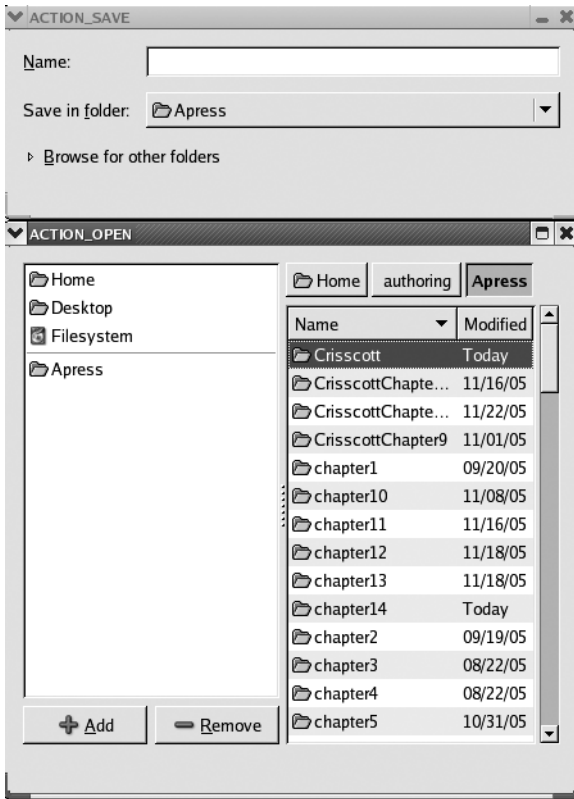 ACTION_SAVE
Name:
Save in folder: Apress
Browse for other folders
ACTION_OPEN
Home
Desktop
Filesystem
Apress
Add Remove
Home authoring Apress
Name Modified
Crisscott Today
CrisscottChapte... 11/16/05
CrisscottChapte... 11/22/05
CrisscottChapter9 11/01/05
chapter1 09/20/05
chapter10 11/08/05
chapter11 11/16/05
chapter12 11/18/05
chapter13 11/18/05
chapter14 Today
chapter2 09/19/05
chapter3 08/22/05
chapter4 08/22/05
chapter5 10/31/05